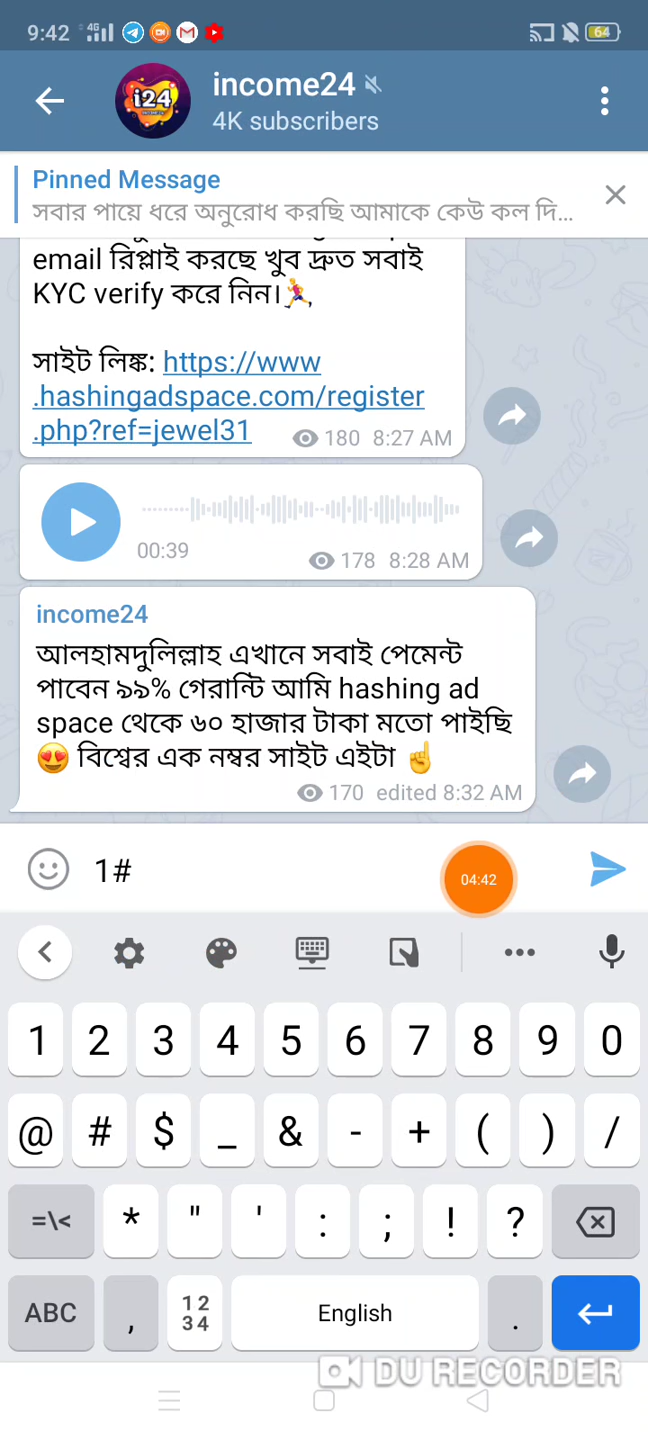 9:42 4G 64
i24 income24
4K subscribers
Pinned Message
সবার পায়ে ধরে অনুরোধ করছি আমাকে কেউ কল দি...
email রিপ্লাই করছে খুব দ্রুত সবাই
KYC verify করে নিন।🏃,
সাইট লিঙ্ক: https://www
.hashingadspace.com/register
.php?ref=jewel31 180 8:27 AM
00:39 178 8:28 AM
income24
আলহামদুলিল্লাহ এখানে সবাই পেমেন্ট
পাবেন ৯৯% গেরান্টি আমি hashing ad
space থেকে ৬০ হাজার টাকা মতো পাইছি
😍 বিশ্বের এক নম্বর সাইট এইটা ☝
170 edited 8:32 AM
1# 04:42
1 2 3 4 5 6 7 8 9 0
@ # $ _ & - + ( ) /
=\< * " ' : ; ! ?
ABC , 12 34 English .
DU RECORDER